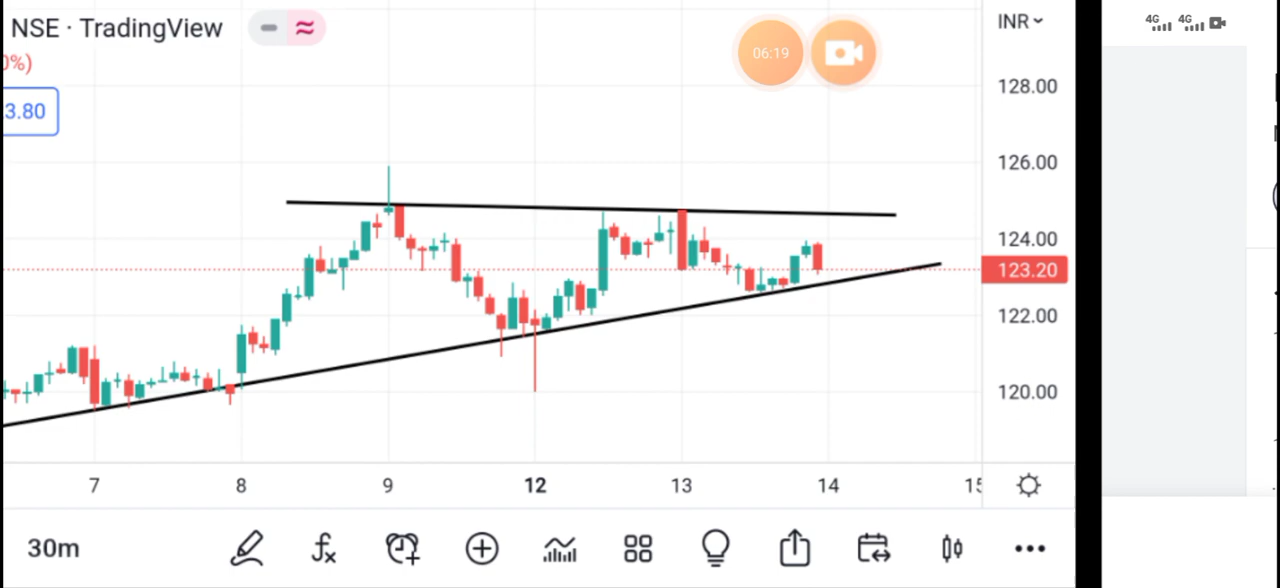 NSE · TradingView
INR
06:19
4G 4G
0%)
3.80
128.00
126.00
124.00
123.20
122.00
120.00
7 8 9 12 13 14 15
30m